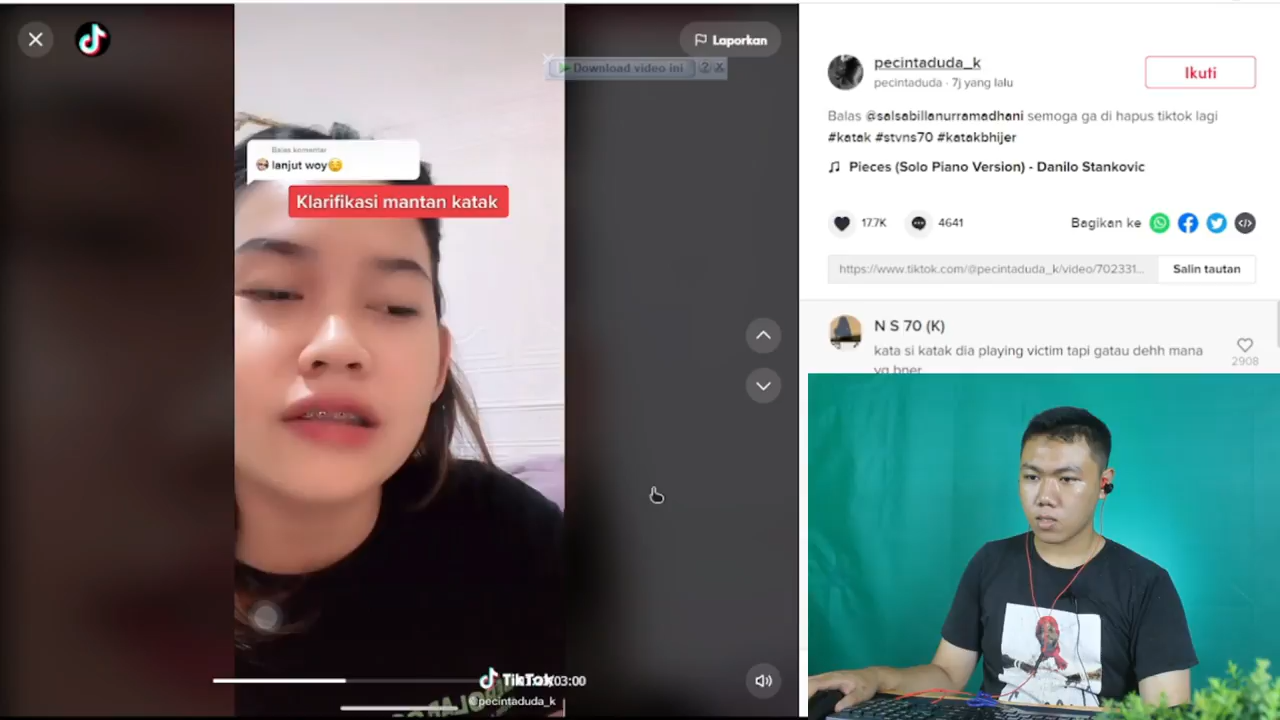 Laporkan
Download video ini
Balas komentar
lanjut woy
Klarifikasi mantan katak
TikTok
03:00
@pecintaduda_k
pecintaduda_k
pecintaduda · 7j yang lalu
Ikuti
Balas @salsabillanurramadhani semoga ga di hapus tiktok lagi
#katak #stvns70 #katakbhijer
Pieces (Solo Piano Version) - Danilo Stankovic
17.7K
4641
Bagikan ke
https://www.tiktok.com/@pecintaduda_k/video/702331...
Salin tautan
N S 70 (K)
kata si katak dia playing victim tapi gatau dehh mana
yg bner
2908